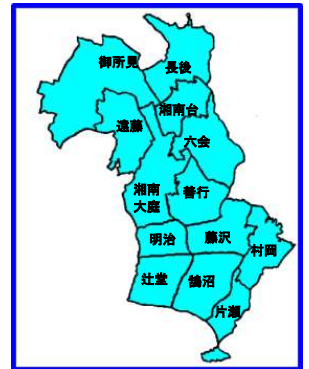 御所見
長後
湘南台
遠藤
六会
湘南
大庭
善行
明治
藤沢
村岡
辻堂
鵠沼
片瀬